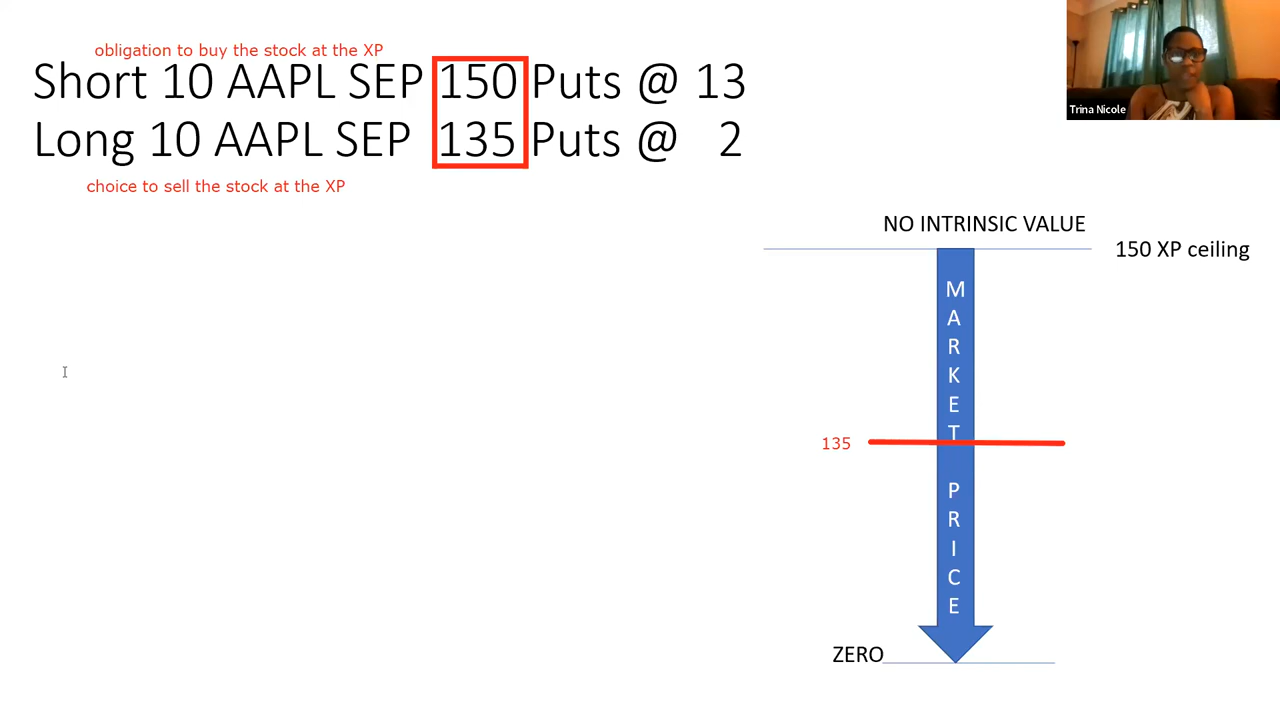 obligation to buy the stock at the XP
Short 10 AAPL SEP 150 Puts @ 13
Long 10 AAPL SEP 135 Puts @ 2
choice to sell the stock at the XP
Trina Nicole
NO INTRINSIC VALUE
150 XP ceiling
MARKET PRICE
135
ZERO